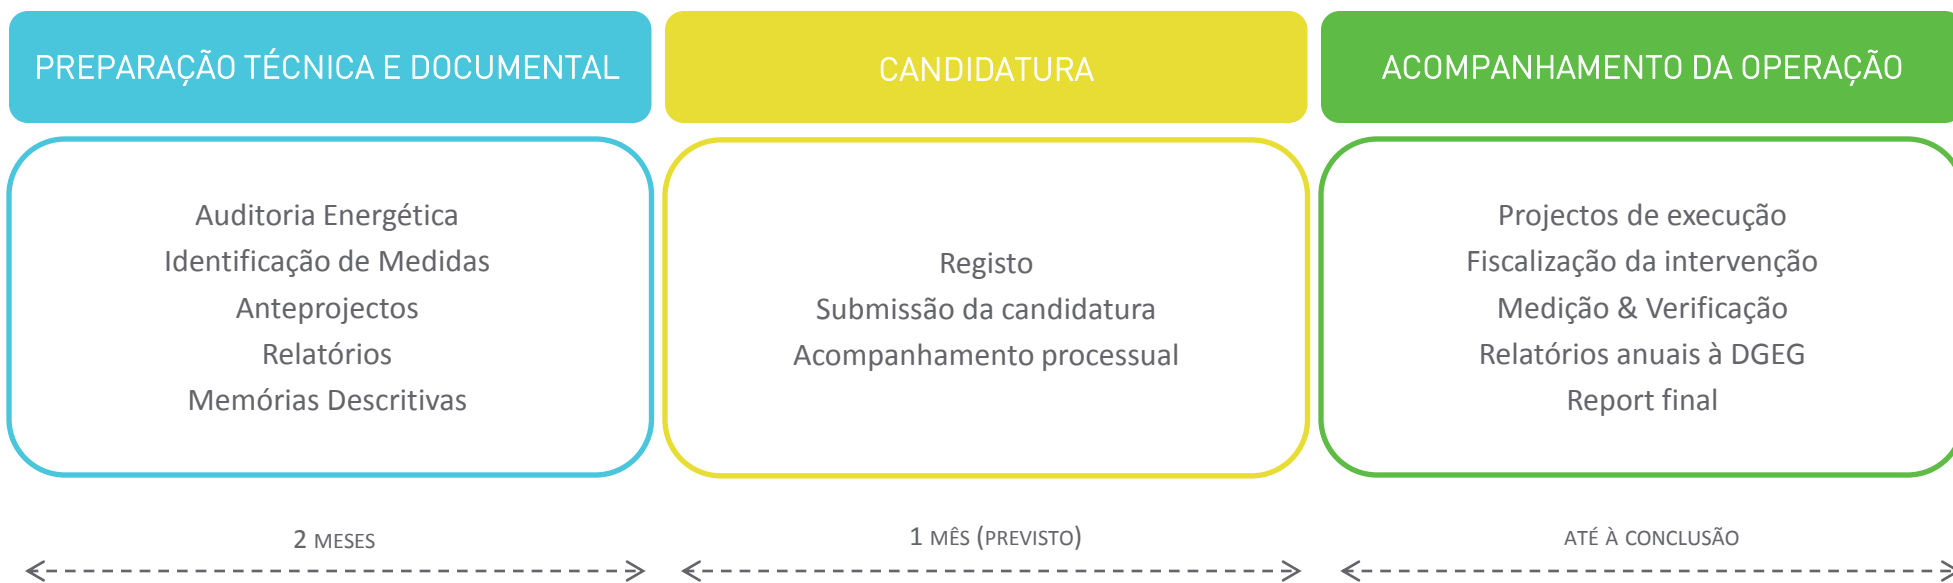 PREPARAÇÃO TÉCNICA E DOCUMENTAL
Auditoria Energética
Identificação de Medidas
Anteprojectos
Relatórios
Memórias Descritivas
2 MESES
CANDIDATURA
Registo
Submissão da candidatura
Acompanhamento processual
1 MÊS (PREVISTO)
ACOMPANHAMENTO DA OPERAÇÃO
Projectos de execução
Fiscalização da intervenção
Medição & Verificação
Relatórios anuais à DGEG
Report final
ATÉ À CONCLUSÃO